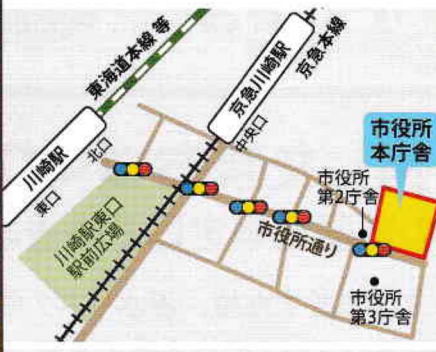 東海道本線等
京急本線
京急川崎駅
川崎駅
北口
東口
中央口
川崎駅東口
駅前広場
市役所通り
市役所
本庁舎
市役所
第2庁舎
市役所
第3庁舎